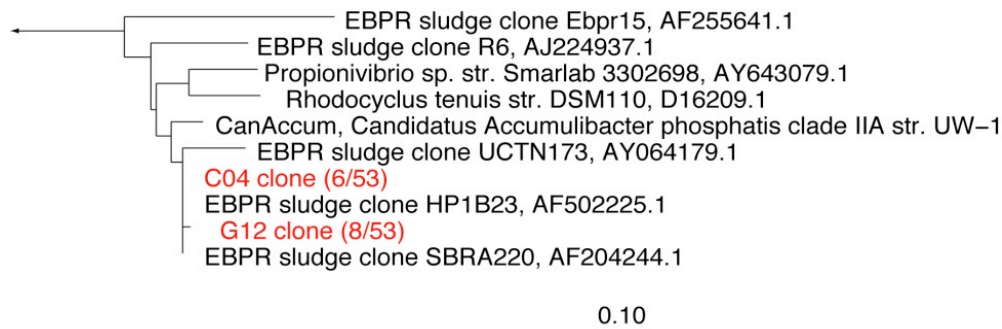 EBPR sludge clone Ebpr15, AF255641.1
EBPR sludge clone R6, AJ224937.1
Propionivibrio sp. str. Smarlab 3302698, AY643079.1
Rhodocyclus tenuis str. DSM110, D16209.1
CanAccum, Candidatus Accumulibacter phosphatis clade IIA str. UW−1
EBPR sludge clone UCTN173, AY064179.1
C04 clone (6/53)
EBPR sludge clone HP1B23, AF502225.1
G12 clone (8/53)
EBPR sludge clone SBRA220, AF204244.1
0.10